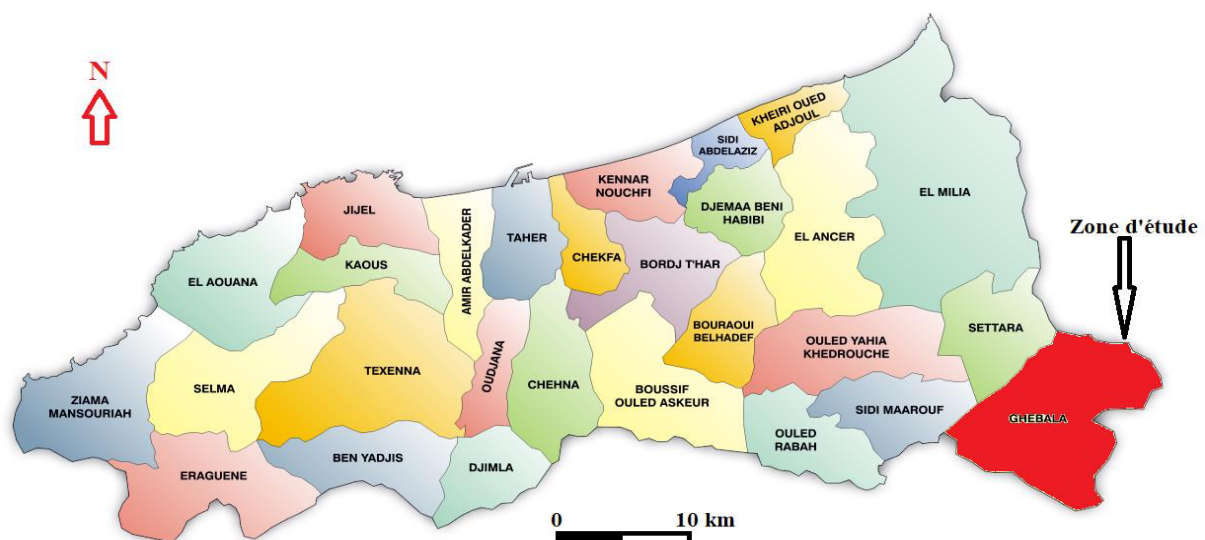 N
KHEIRI OUED
ADJOUL
SIDI
ABDELAZIZ
KENNAR
NOUCHFI
EL MILIA
DJEMAA BENI
HABIBI
JIJEL
Zone d'étude
TAHER
EL ANCER
AMIR ABDELKADER
CHEKFA
KAOUS
BORDJ T'HAR
EL AOUANA
SETTARA
BOURAOUI
BELHADEF
OULED YAHIA
KHEDROUCHE
TEXENNA
OUDJANA
SELMA
CHEHNA
BOUSSIF
OULED ASKEUR
ZIAMA
MANSOURIAH
SIDI MAAROUF
GHEBALA
OULED
RABAH
BEN YADJIS
DJIMLA
ERAGUENE
0 10 km